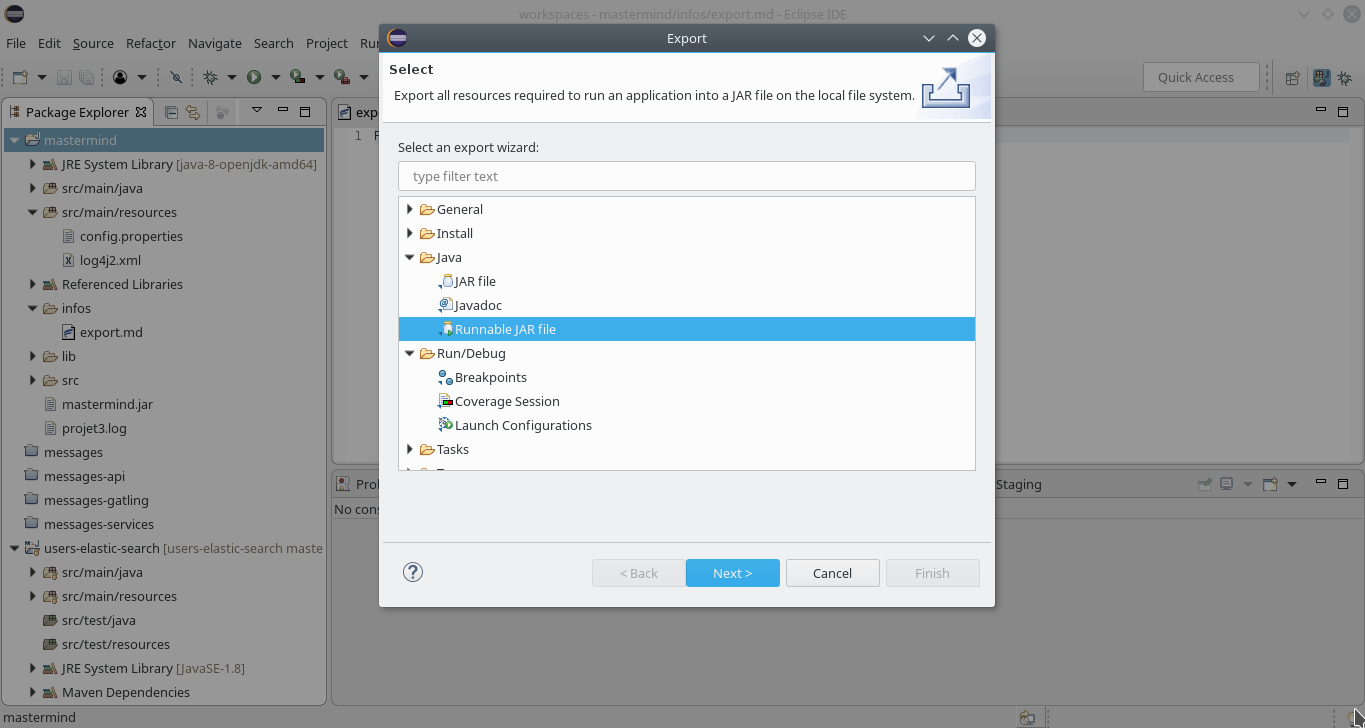 workspaces - mastermind/infos/export.md - Eclipse IDE
File Edit Source Refactor Navigate Search Project Ru
Quick Access
Package Explorer
mastermind
JRE System Library [java-8-openjdk-amd64]
src/main/java
src/main/resources
config.properties
log4j2.xml
Referenced Libraries
infos
export.md
lib
src
mastermind.jar
projet3.log
messages
messages-api
messages-gatling
messages-services
users-elastic-search [users-elastic-search maste
src/main/java
src/main/resources
src/test/java
src/test/resources
JRE System Library [JavaSE-1.8]
Maven Dependencies
mastermind
exp
1
Export
Select
Export all resources required to run an application into a JAR file on the local file system.
Select an export wizard:
type filter text
General
Install
Java
JAR file
Javadoc
Runnable JAR file
Run/Debug
Breakpoints
Coverage Session
Launch Configurations
Tasks
< Back Next > Cancel Finish
Staging
No cons